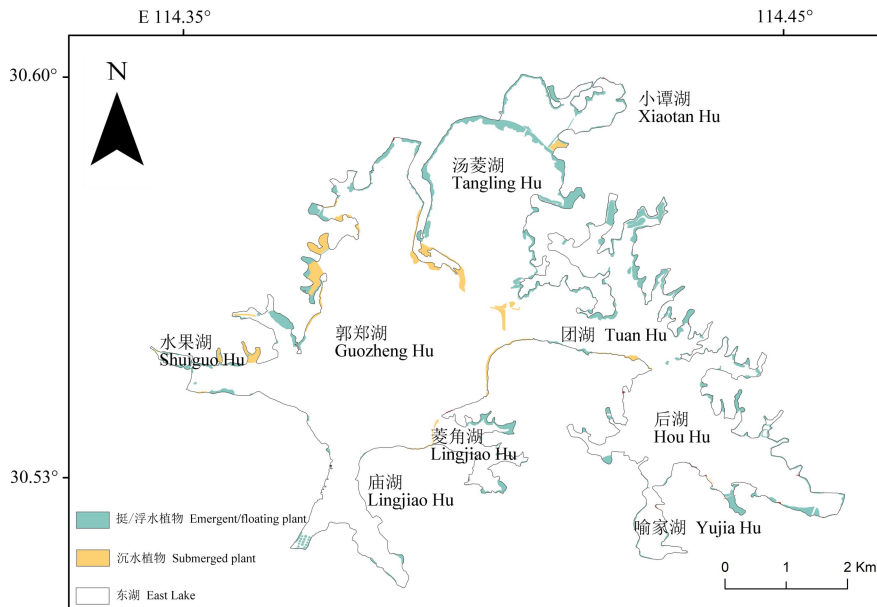 E 114.35° 114.45°
30.60°
N
小谭湖
Xiaotan Hu
汤菱湖
Tangling Hu
水果湖
Shuiguo Hu
郭郑湖
Guozheng Hu
团湖 Tuan Hu
后湖
Hou Hu
菱角湖
Lingjiao Hu
30.53°
庙湖
Lingjiao Hu
喻家湖 Yujia Hu
挺/浮水植物 Emergent/floating plant
沉水植物 Submerged plant
东湖 East Lake
0 1 2 Km